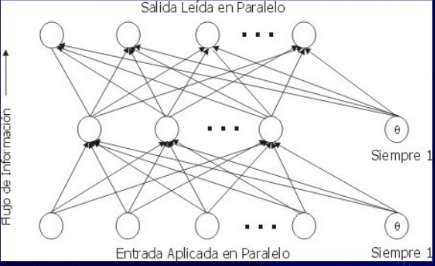 Salida Leída en Paralelo
Flujo de Información
θ
Siempre 1
θ
Entrada Aplicada en Paralelo
Siempre 1